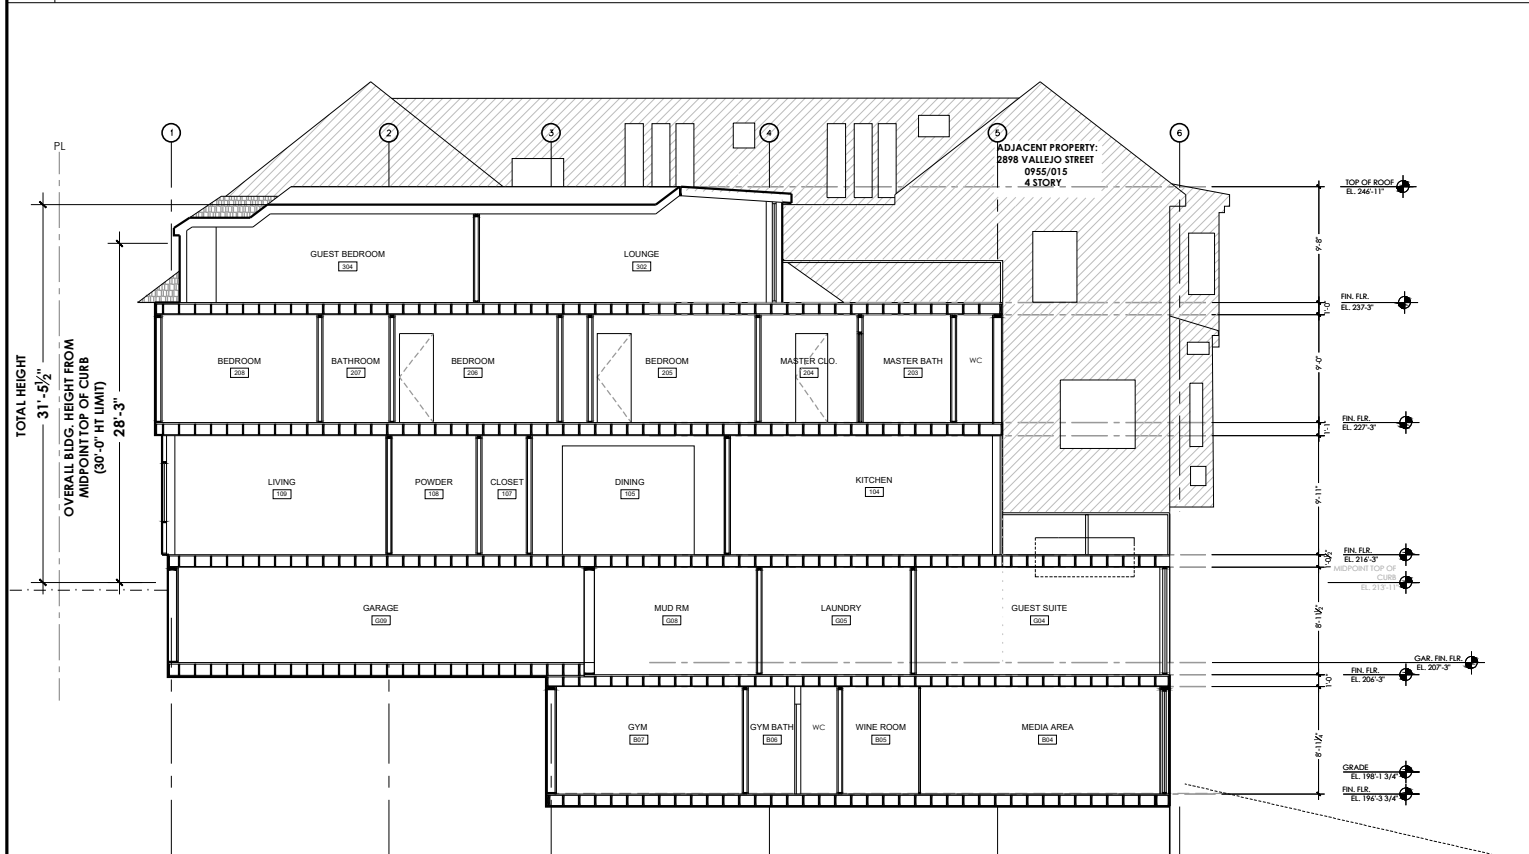 1
2
3
4
5
6
PL
ADJACENT PROPERTY:
2898 VALLEJO STREET
0955/015
4 STORY
TOP OF ROOF
EL. 246'-11"
GUEST BEDROOM
304
LOUNGE
302
9'-8"
FIN. FLR.
EL. 237'-3"
1'-0"
TOTAL HEIGHT
31'-5½"
OVERALL BLDG. HEIGHT FROM
MIDPOINT TOP OF CURB
(30'-0" HT LIMIT)
28'-3"
BEDROOM
208
BATHROOM
207
BEDROOM
206
BEDROOM
205
MASTER CLO.
204
MASTER BATH
203
WC
9'-0"
FIN. FLR.
EL. 227'-3"
1'-1"
LIVING
109
POWDER
108
CLOSET
107
DINING
105
KITCHEN
104
9'-11"
FIN. FLR.
EL. 216'-3"
1'-0½"
MIDPOINT TOP OF
CURB
EL. 213'-11"
GARAGE
G09
MUD RM
G08
LAUNDRY
G05
GUEST SUITE
G04
8'-11½"
GAR. FIN. FLR.
EL. 207'-3"
FIN. FLR.
EL. 206'-3"
1'-0"
GYM
B07
GYM BATH
B06
WC
WINE ROOM
B05
MEDIA AREA
B04
8'-11¼"
GRADE
EL. 198'-1 3/4"
FIN. FLR.
EL. 196'-3 3/4"